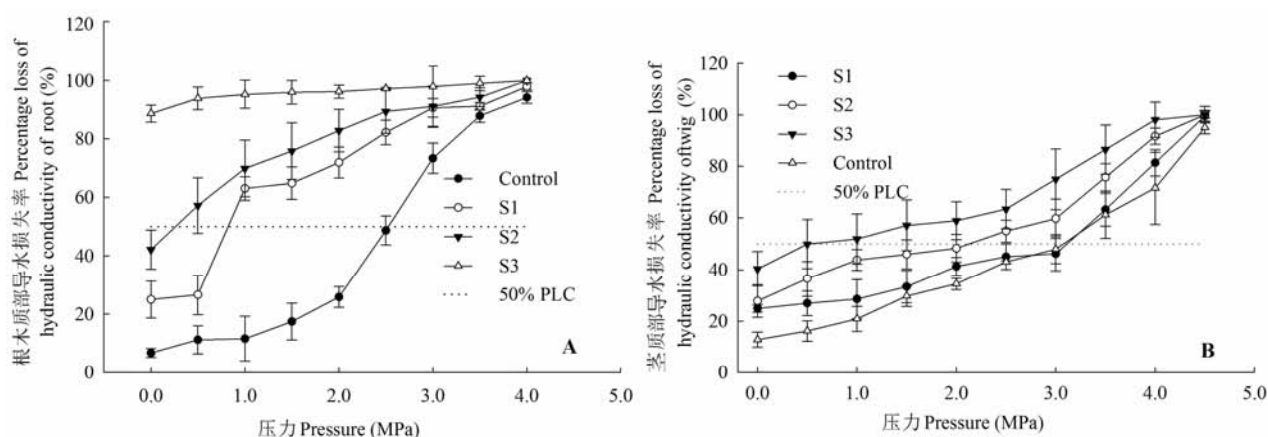 根木质部导水损失率 Percentage loss of
hydraulic conductivity of root (%)
120
100
80
60
40
20
0
Control
S1
S2
S3
50% PLC
A
0.0
1.0
2.0
3.0
4.0
5.0
压力 Pressure (MPa)
茎质部导水损失率 Percentage loss of
hydraulic conductivity oftwig (%)
120
100
80
60
40
20
0
S1
S2
S3
Control
50% PLC
B
0.0
1.0
2.0
3.0
4.0
5.0
压力 Pressure (MPa)